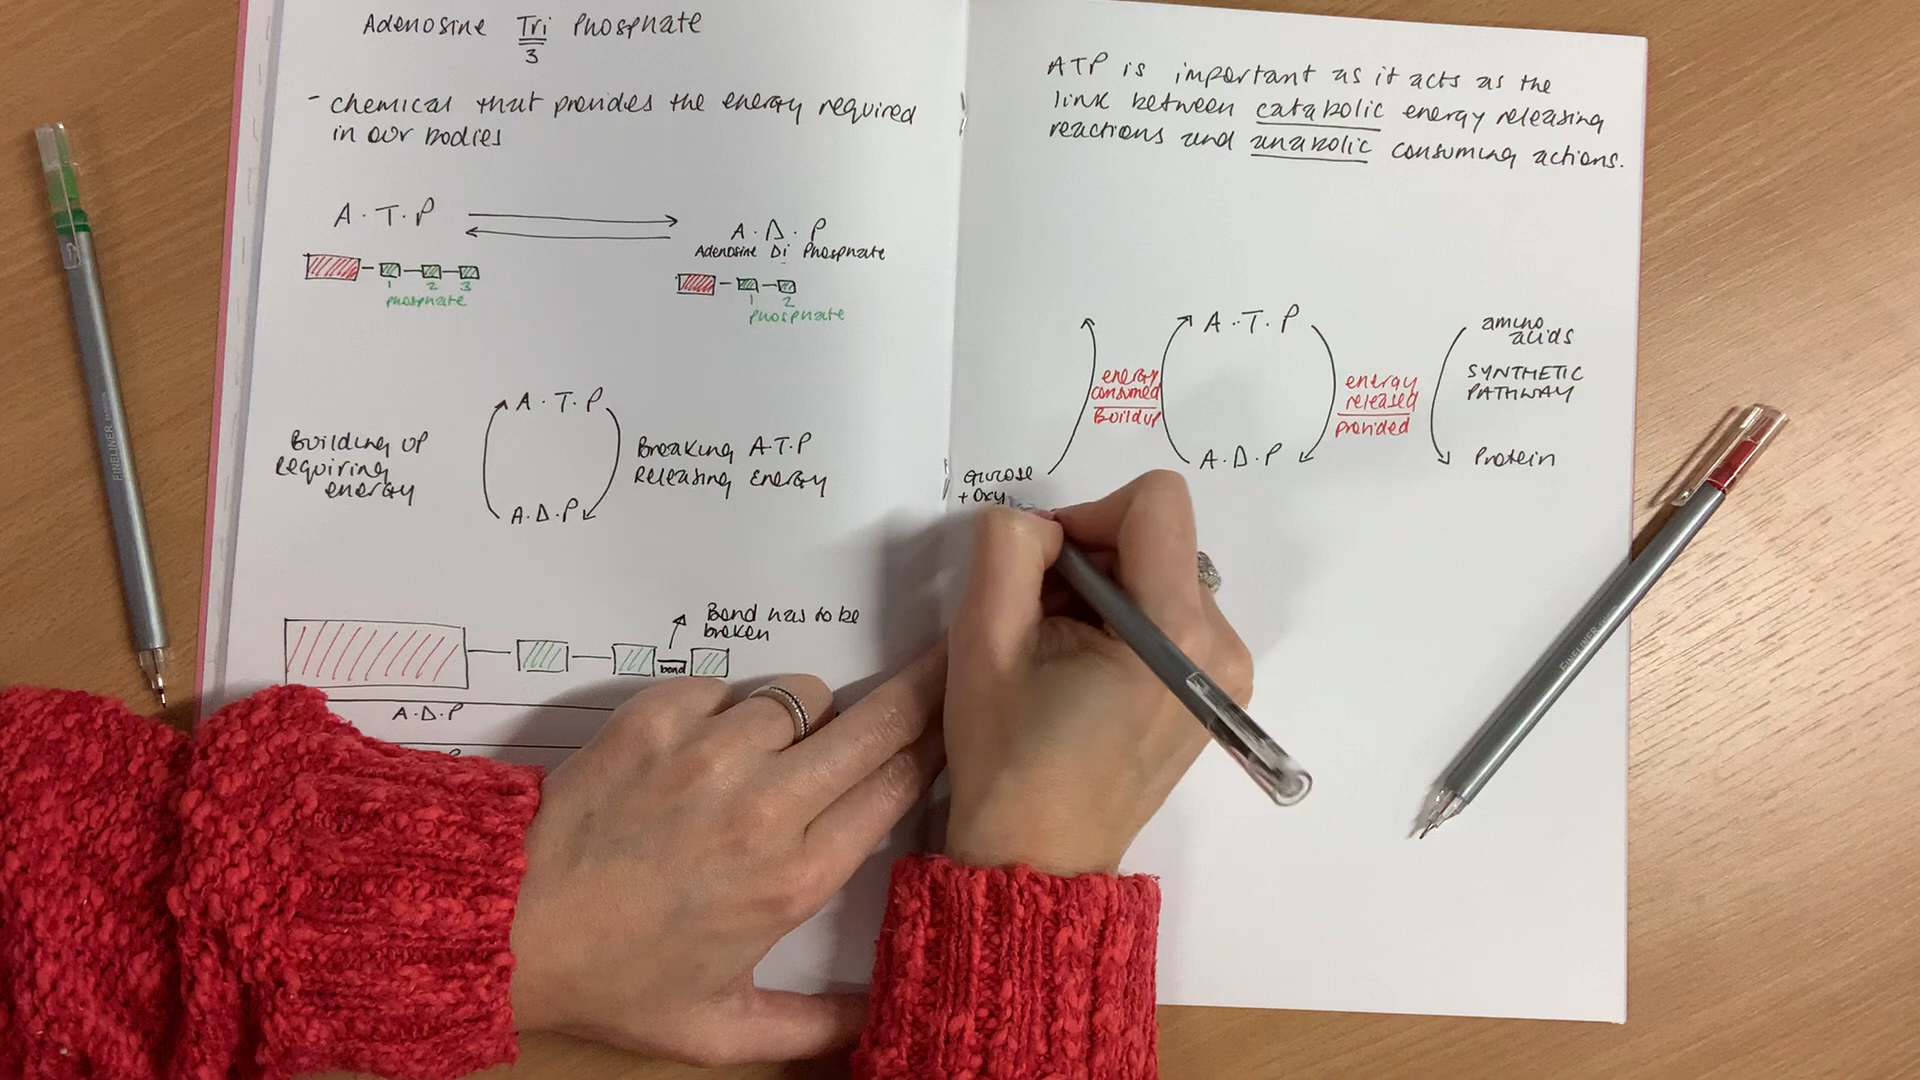 Adenosine Tri Phosphate
3
- chemical that provides the energy required
in our bodies
A.T.P
A.D.P
Adenosine Di Phosphate
1 2 3
phosphate
1 2
phosphate
A.T.P
Building up
requiring
energy
Breaking A.T.P
Releasing Energy
A.D.P
Bond has to be
broken
bond
A.D.P
ATP is important as it acts as the
link between catabolic energy releasing
reactions and anabolic consuming actions.
A.T.P
amino
acids
energy
consumed
Buildup
energy
released
provided
SYNTHETIC
PATHWAY
A.D.P
Protein
Glucose
+ Oxy
FINELINER
FINELINER